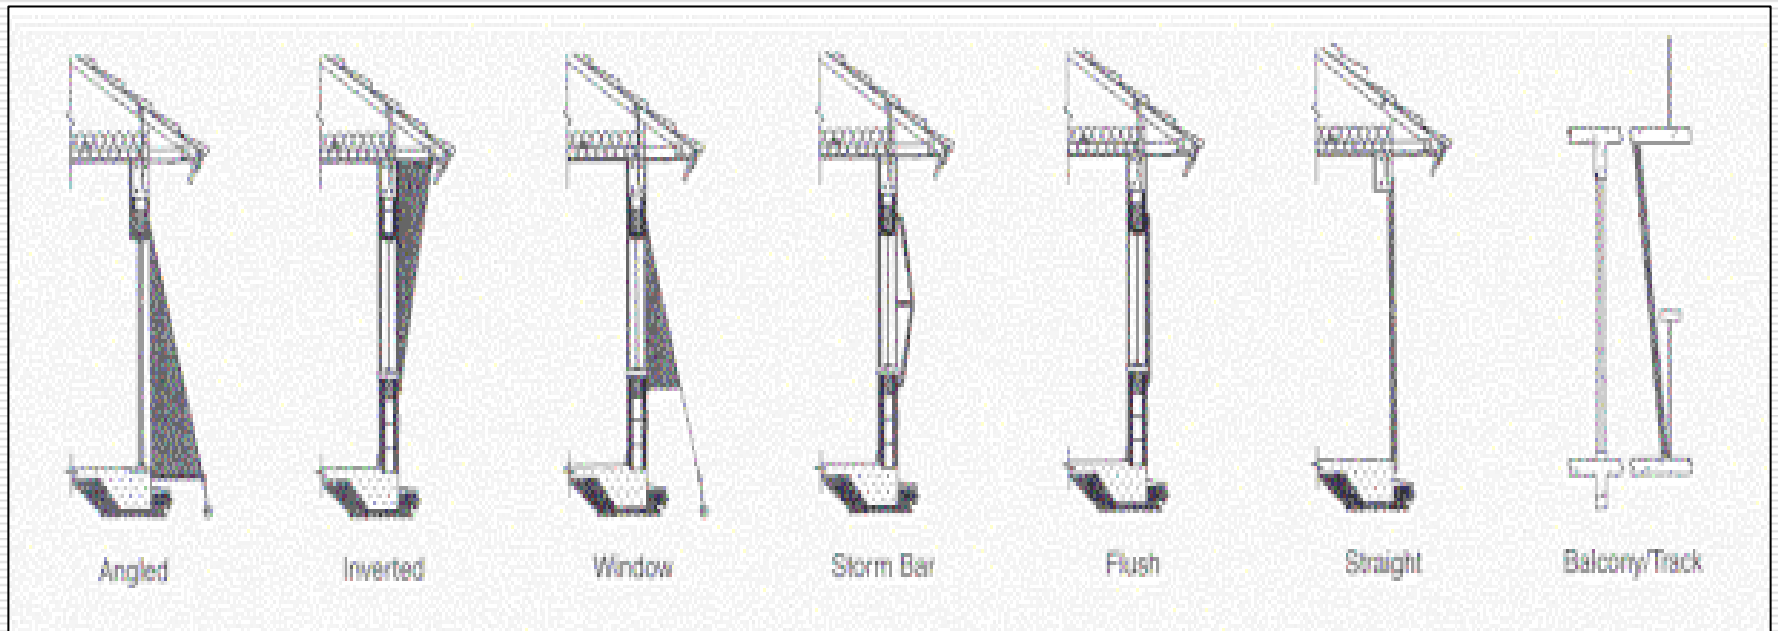 Angled
Inverted
Window
Storm Bar
Flush
Straight
Balcony/Track